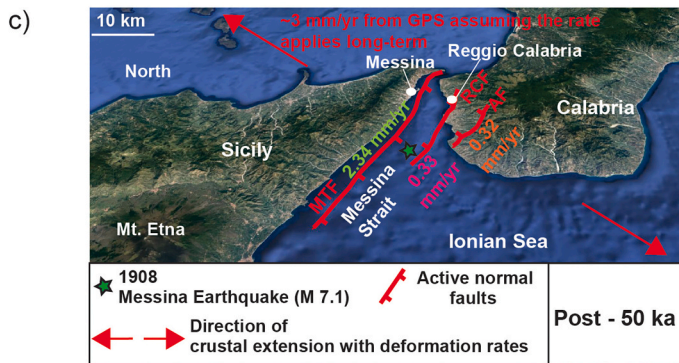 c)
10 km
~3 mm/yr from GPS assuming the rate
applies long-term
North
Messina
Reggio Calabria
RCF
AF
Calabria
Sicily
2.34 mm/yr
0.32
mm/yr
0.33
mm/yr
MTF
Messina
Strait
Mt. Etna
Ionian Sea
1908
Messina Earthquake (M 7.1)
Active normal
faults
Direction of
crustal extension with deformation rates
Post - 50 ka